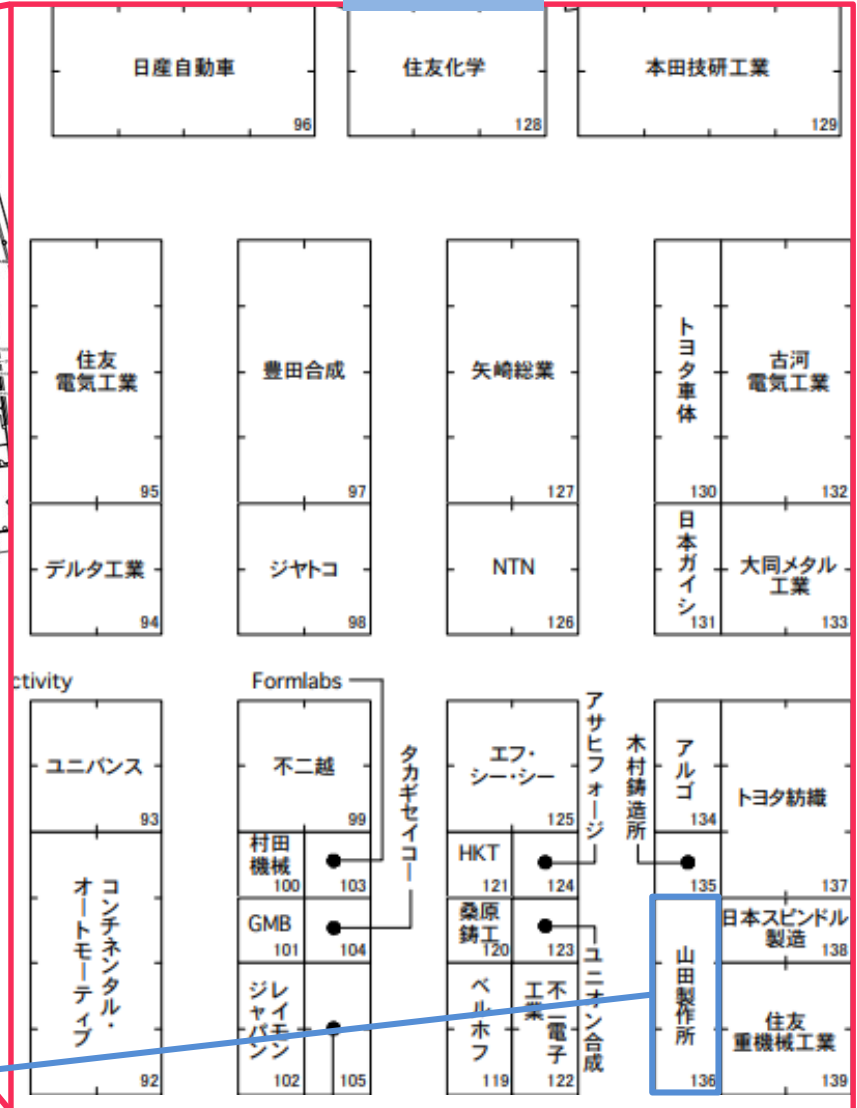 日産自動車
96
住友化学
128
本田技研工業
129
住友
電気工業
95
豊田合成
97
矢崎総業
127
トヨタ車体
130
古河
電気工業
132
デルタ工業
94
ジヤトコ
98
NTN
126
日本ガイシ
131
大同メタル
工業
133
ctivity
Formlabs
ユニバンス
93
不二越
99
タカギセイコー
エフ・
シー・シー
125
アサヒフォージ
木村鋳造所
アルゴ
134
トヨタ紡織
137
村田
機械
100
103
HKT
121
124
135
GMB
101
104
桑原
鋳工
120
123
ユニオン合成
日本スピンドル
製造
138
コンチネンタル・
オートモーティブ
92
レイモン
ジャパン
102
105
ベルホフ
119
不二電子
工業
122
山田製作所
136
住友
重機械工業
139